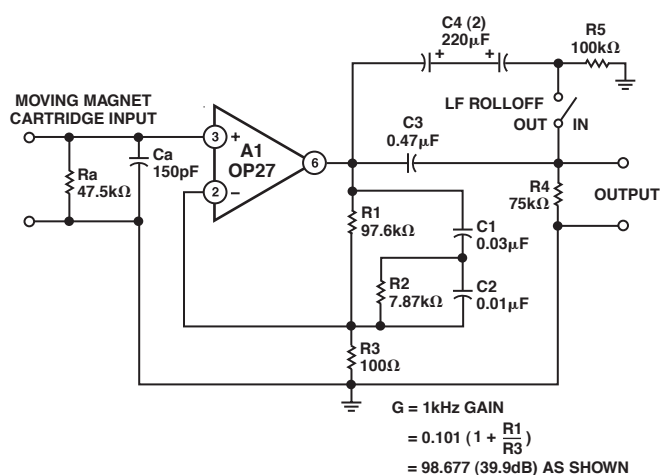 C4 (2)
220µF
+
+
R5
100kΩ
MOVING MAGNET
CARTRIDGE INPUT
LF ROLLOFF
OUT
IN
C3
0.47µF
3
+
A1
OP27
6
2
–
Ra
47.5kΩ
Ca
150pF
R4
75kΩ
OUTPUT
R1
97.6kΩ
C1
0.03µF
R2
7.87kΩ
C2
0.01µF
R3
100Ω
G = 1kHz GAIN
= 0.101 ( 1 + R1/R3 )
= 98.677 (39.9dB) AS SHOWN